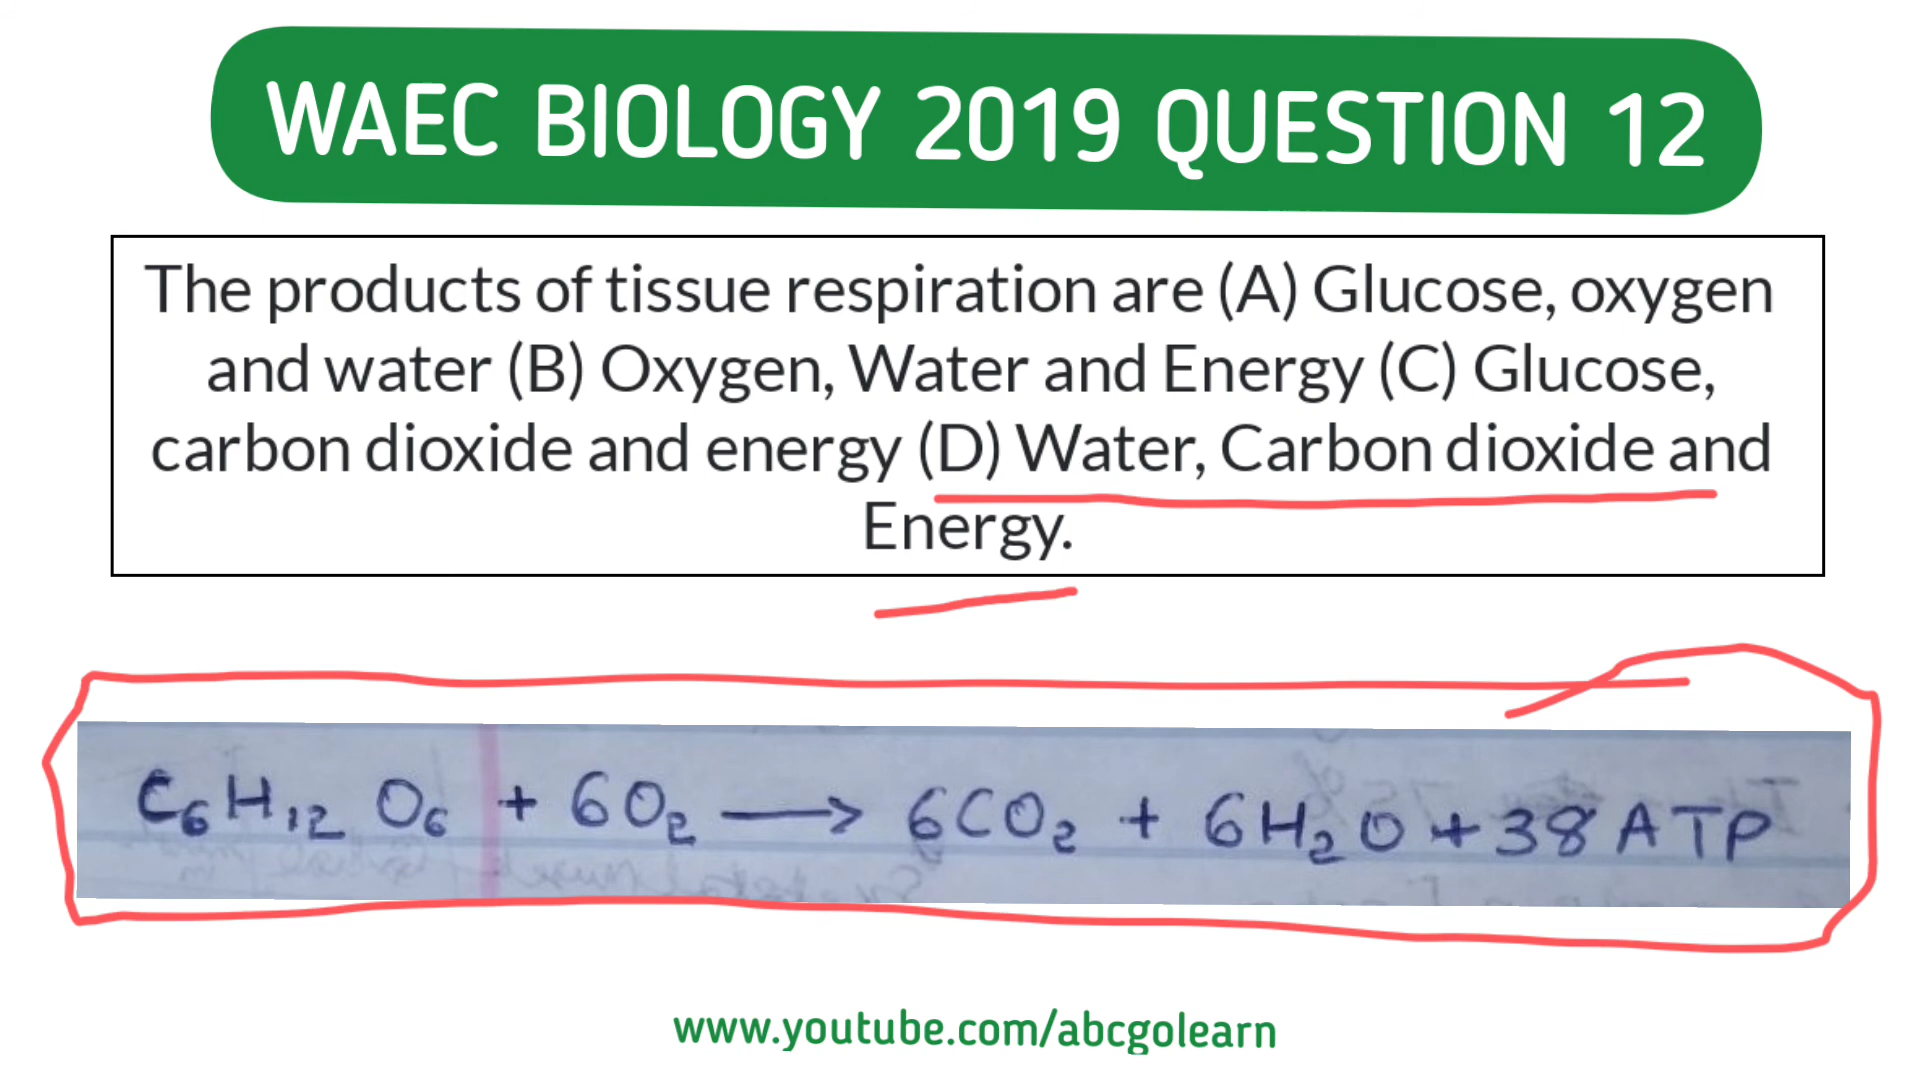 WAEC BIOLOGY 2019 QUESTION 12
The products of tissue respiration are (A) Glucose, oxygen
and water (B) Oxygen, Water and Energy (C) Glucose,
carbon dioxide and energy (D) Water, Carbon dioxide and
Energy.
C₆H₁₂O₆ + 6O₂ → 6CO₂ + 6H₂O + 38ATP
www.youtube.com/abcgolearn